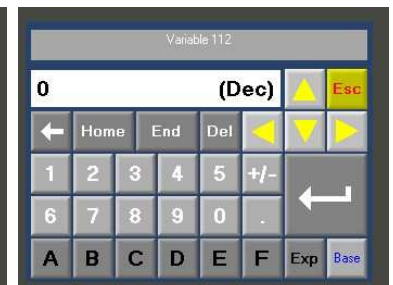 Variable 112
0 (Dec) Esc
Home End Del
1 2 3 4 5 +/-
6 7 8 9 0 .
A B C D E F Exp Base